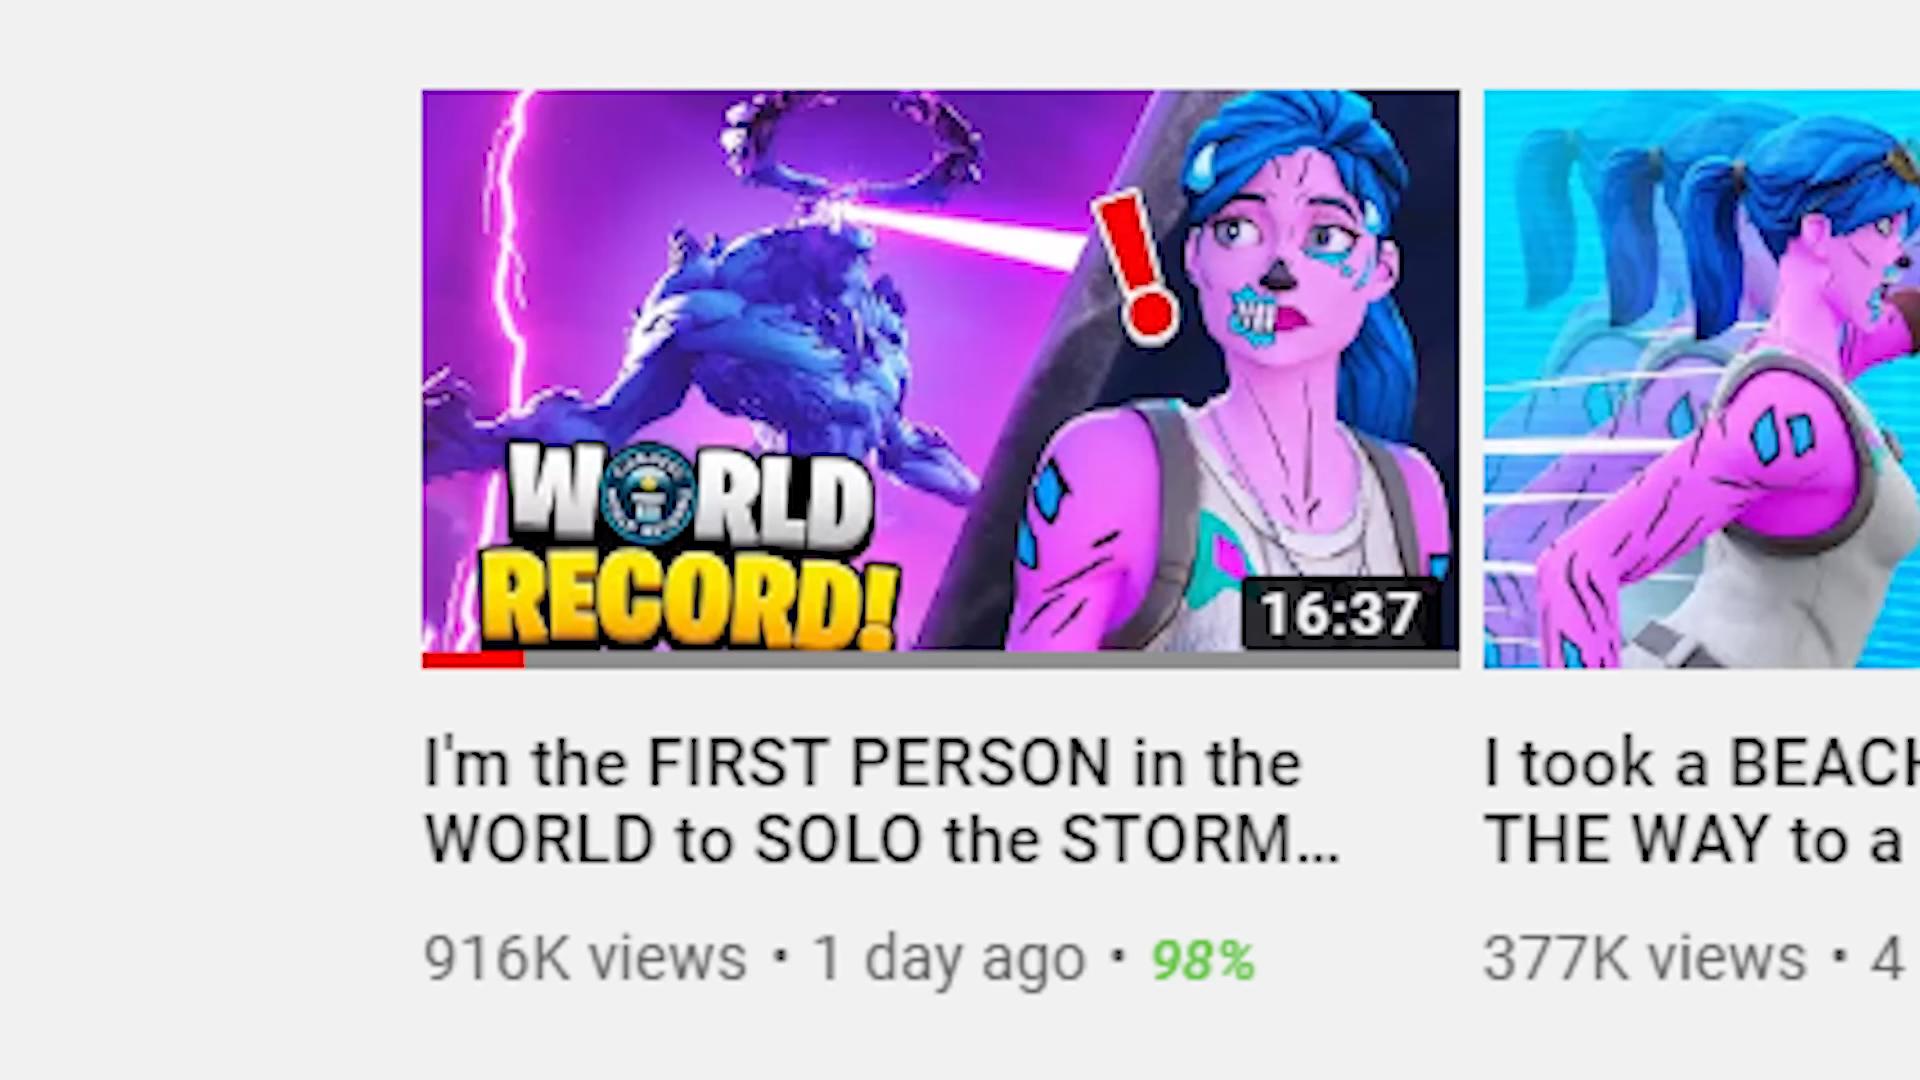 WORLD
RECORD!
16:37
I'm the FIRST PERSON in the
WORLD to SOLO the STORM...
916K views • 1 day ago • 98%
I took a BEACH
THE WAY to a
377K views • 4